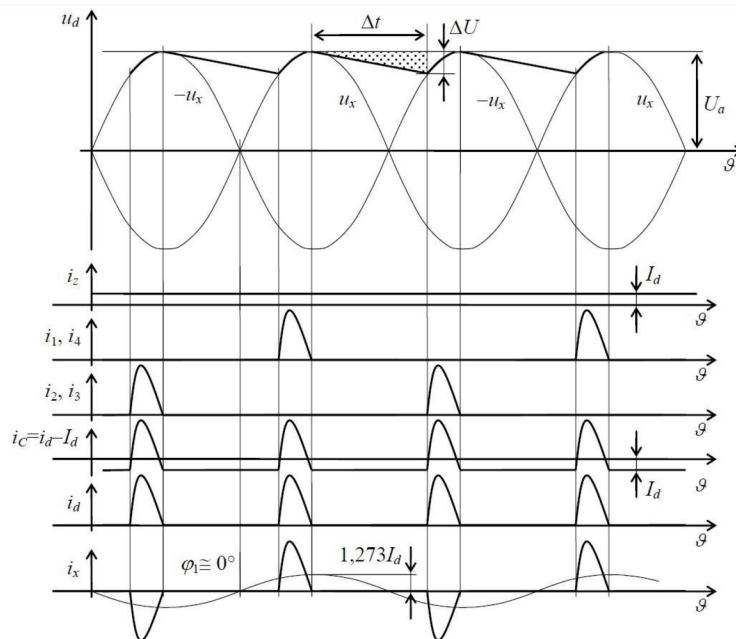 u_d
Δt
ΔU
−u_x
u_x
−u_x
u_x
U_a
ϑ
i_z
I_d
ϑ
i_1, i_4
ϑ
i_2, i_3
ϑ
i_C=i_d–I_d
I_d
ϑ
i_d
ϑ
i_x
φ_1≅0°
1,273I_d
ϑ